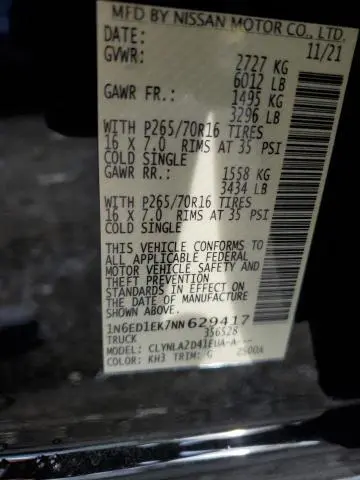 MFD BY NISSAN MOTOR CO., LTD.
DATE: 11/21
GVWR: 2727 KG
6012 LB
GAWR FR.: 1495 KG
3296 LB
WITH P265/70R16 TIRES
16 X 7.0 RIMS AT 35 PSI
COLD SINGLE
GAWR RR.: 1558 KG
3434 LB
WITH P265/70R16 TIRES
16 X 7.0 RIMS AT 35 PSI
COLD SINGLE
THIS VEHICLE CONFORMS TO
ALL APPLICABLE FEDERAL
MOTOR VEHICLE SAFETY AND
THEFT PREVENTION
STANDARDS IN EFFECT ON THE
DATE OF MANUFACTURE
SHOWN ABOVE.
1N6ED1EK7NN629417
TRUCK 356528
MODEL: CLYNLA2D41EUA-A---
COLOR: KH3 TRIM: G 2500A